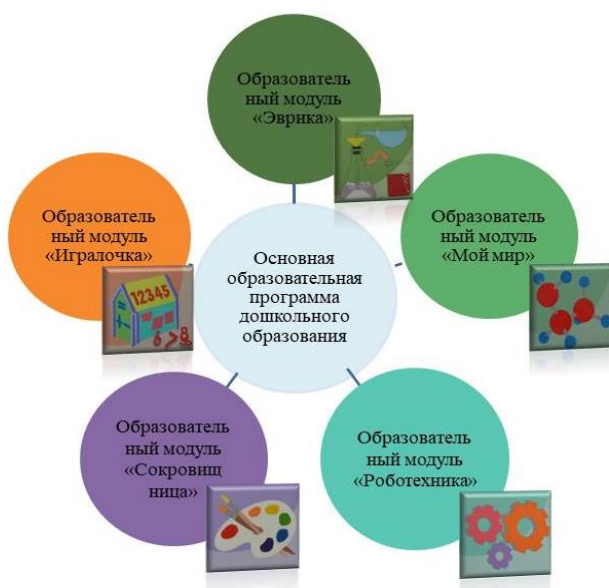 Образователь
ный модуль
«Эврика»
Образователь
ный модуль
«Игралочка»
12345
6>8
Образователь
ный модуль
«Мой мир»
Основная
образовательная
программа
дошкольного
образования
Образователь
ный модуль
«Сокровищ
ница»
Образователь
ный модуль
«Роботехника»